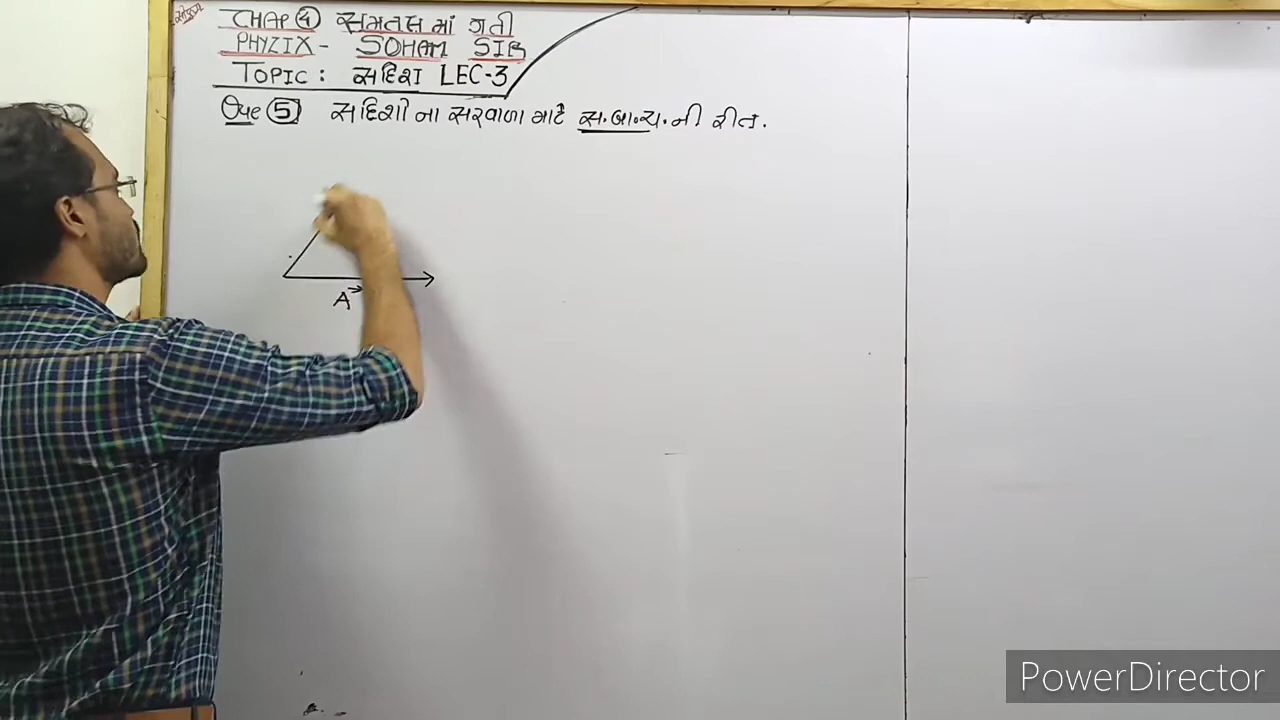 CHAP 4 સમતલ માં ગતી
PHYZIX - SOHAM SIR
TOPIC : સદિશ LEC-3
Que 5 સદિશો ના સરવાળા માટે સ.બા.ચ. ની રીત.
A
PowerDirector